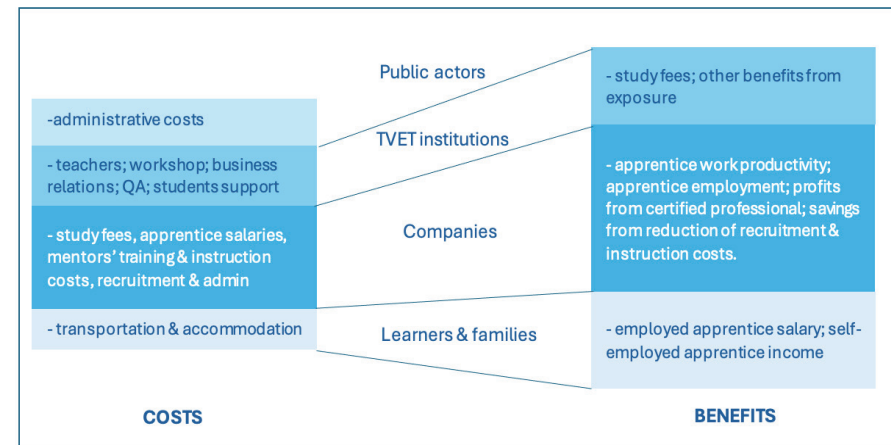 -administrative costs
- teachers; workshop; business
relations; QA; students support
- study fees, apprentice salaries,
mentors' training & instruction
costs, recruitment & admin
- transportation & accommodation
COSTS
Public actors
TVET institutions
Companies
Learners & families
- study fees; other benefits from
exposure
- apprentice work productivity;
apprentice employment; profits
from certified professional; savings
from reduction of recruitment &
instruction costs.
- employed apprentice salary; self-
employed apprentice income
BENEFITS